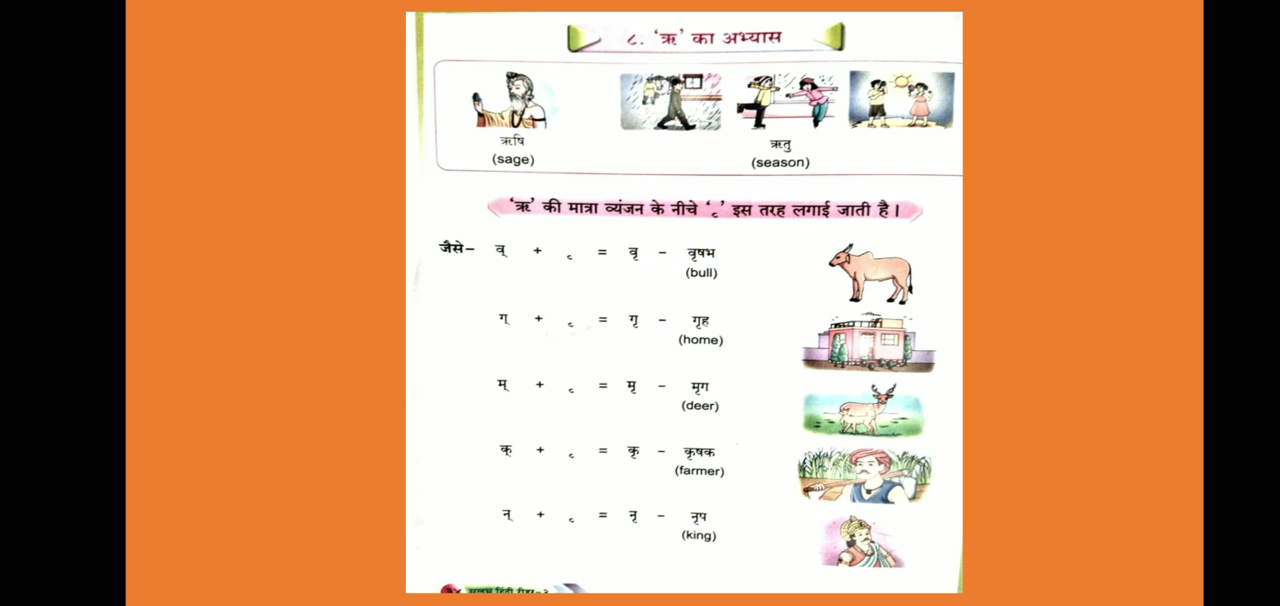 ८. 'ऋ' का अभ्यास
ऋषि
(sage)
ऋतु
(season)
'ऋ' की मात्रा व्यंजन के नीचे 'ृ' इस तरह लगाई जाती है।
जैसे– व् + ृ = वृ – वृषभ
(bull)
ग् + ृ = गृ – गृह
(home)
म् + ृ = मृ – मृग
(deer)
क् + ृ = कृ – कृषक
(farmer)
न् + ृ = नृ – नृप
(king)
हिंदी